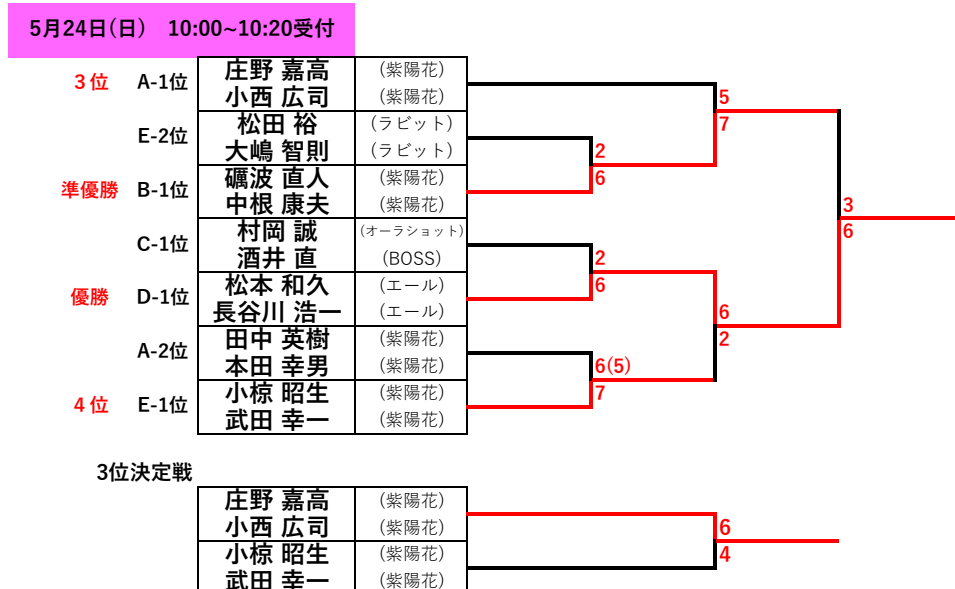 5月24日(日) 10:00~10:20受付
3位 A-1位 庄野 嘉高 (紫陽花)
小西 広司 (紫陽花)
5
7
E-2位 松田 裕 (ラビット)
大嶋 智則 (ラビット)
2
6
準優勝 B-1位 礪波 直人 (紫陽花)
中根 康夫 (紫陽花)
3
6
C-1位 村岡 誠 (オーラショット)
酒井 直 (BOSS)
2
6
優勝 D-1位 松本 和久 (エール)
長谷川 浩一 (エール)
6
2
A-2位 田中 英樹 (紫陽花)
本田 幸男 (紫陽花)
6(5)
7
4位 E-1位 小椋 昭生 (紫陽花)
武田 幸一 (紫陽花)
3位決定戦
庄野 嘉高 (紫陽花)
小西 広司 (紫陽花)
6
4
小椋 昭生 (紫陽花)
武田 幸一 (紫陽花)